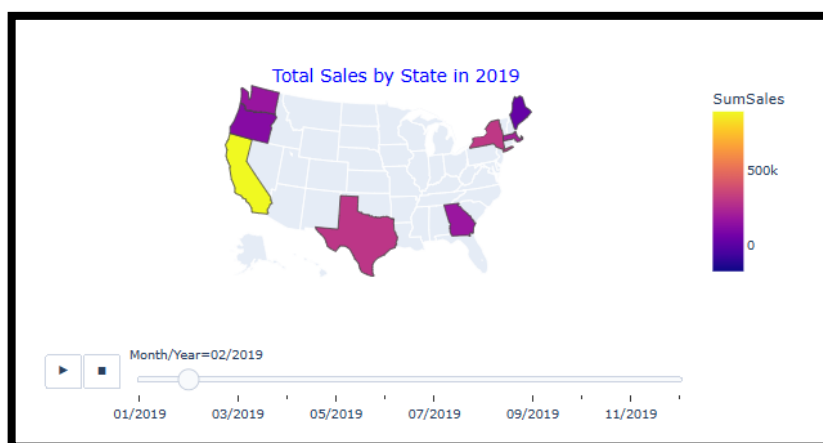 Total Sales by State in 2019
SumSales
500k
0
Month/Year=02/2019
01/2019 03/2019 05/2019 07/2019 09/2019 11/2019